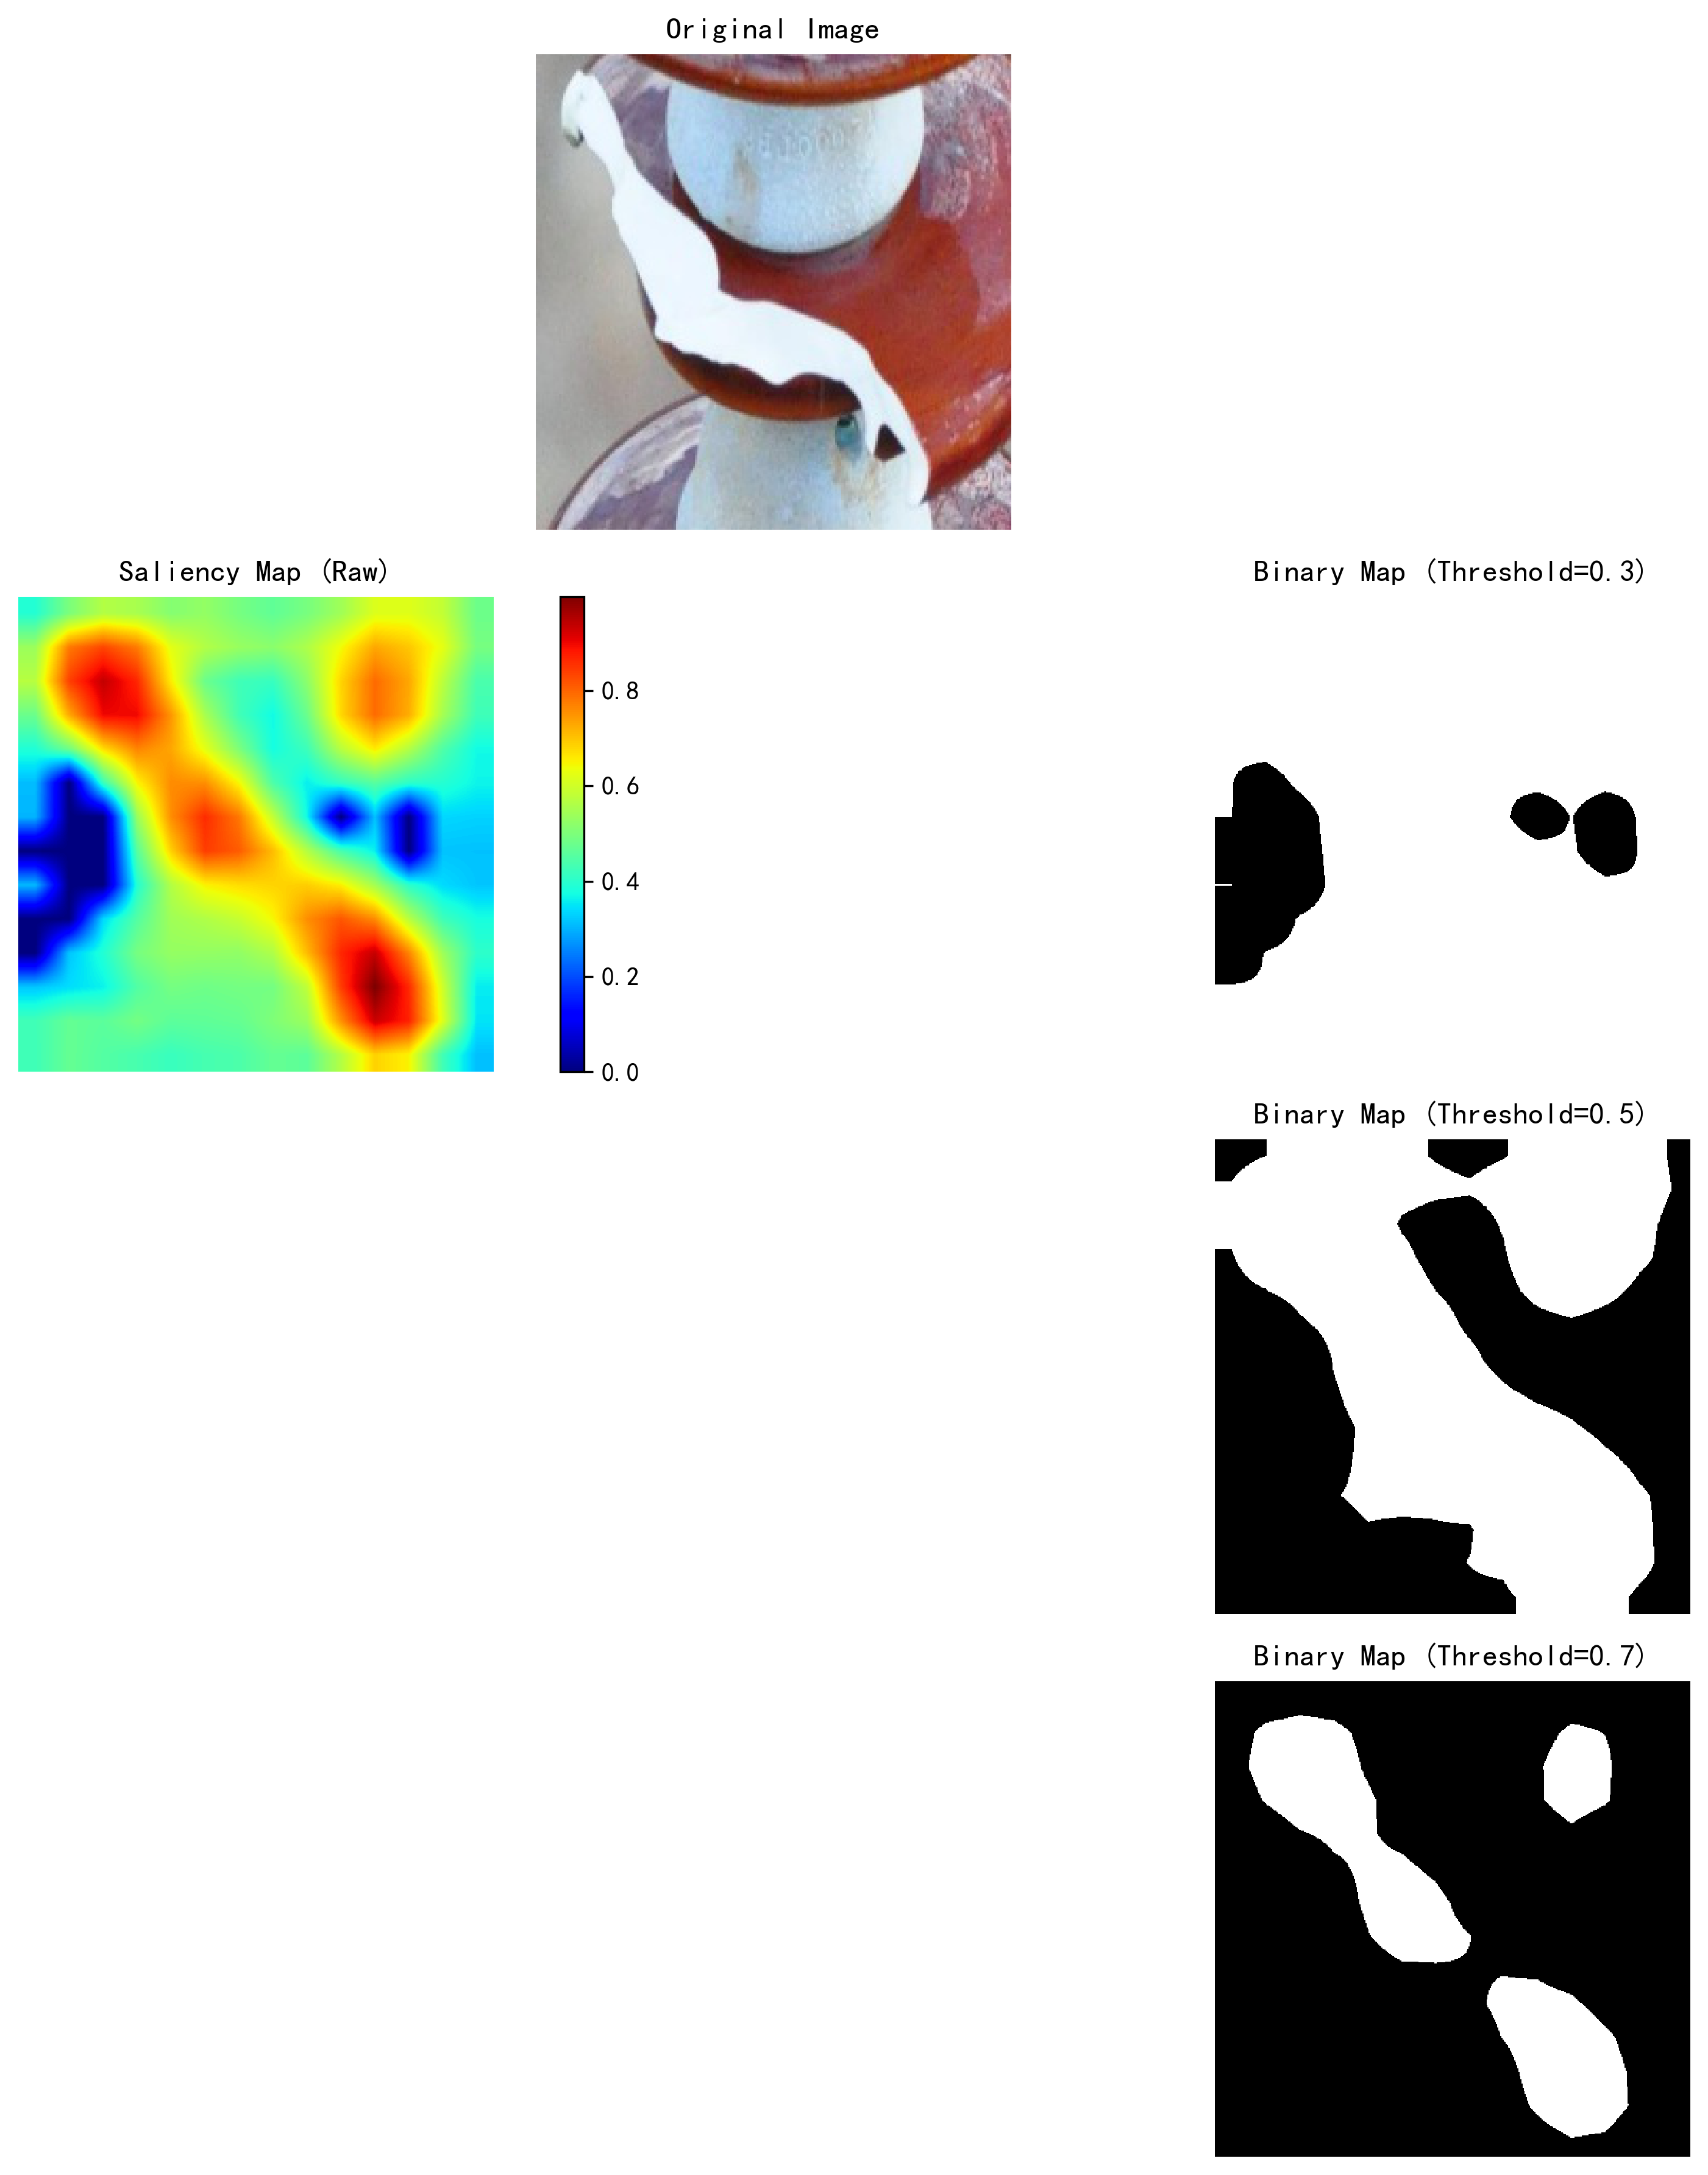 Original Image
Saliency Map (Raw)
Binary Map (Threshold=0.3)
0.8
0.6
0.4
0.2
0.0
Binary Map (Threshold=0.5)
Binary Map (Threshold=0.7)